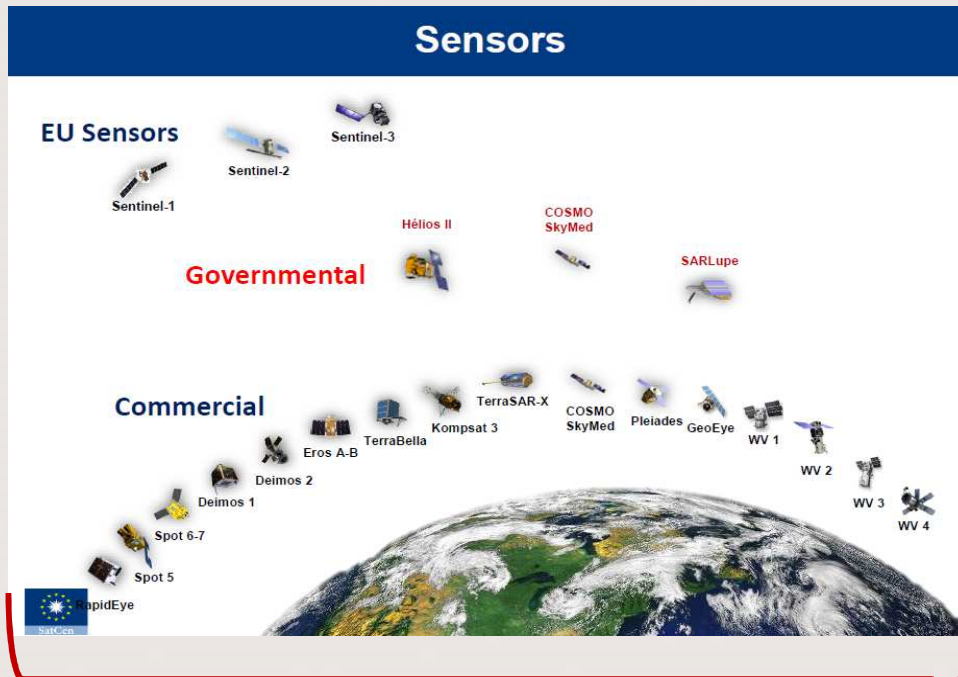 Sensors
EU Sensors
Sentinel-3
Sentinel-2
Sentinel-1
Hélios II
COSMO
SkyMed
SARLupe
Governmental
Commercial
TerraSAR-X
COSMO
SkyMed
Pleiades
GeoEye
WV 1
WV 2
WV 3
WV 4
Kompsat 3
TerraBella
Eros A-B
Deimos 2
Deimos 1
Spot 6-7
Spot 5
RapidEye
SatCen